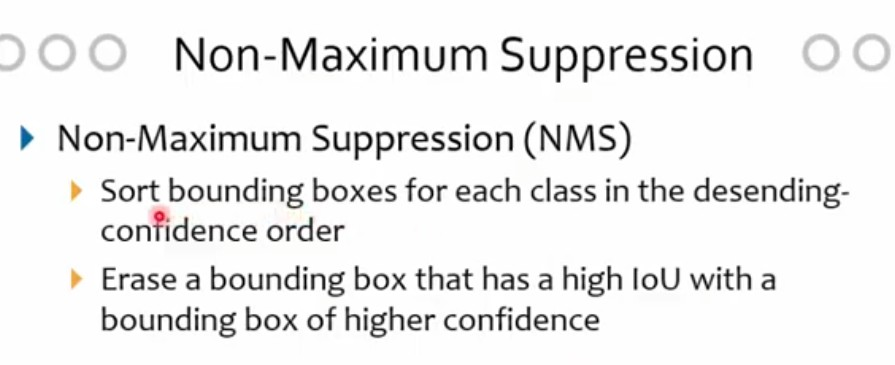 Non-Maximum Suppression
Non-Maximum Suppression (NMS)
Sort bounding boxes for each class in the desending-
confidence order
Erase a bounding box that has a high IoU with a
bounding box of higher confidence